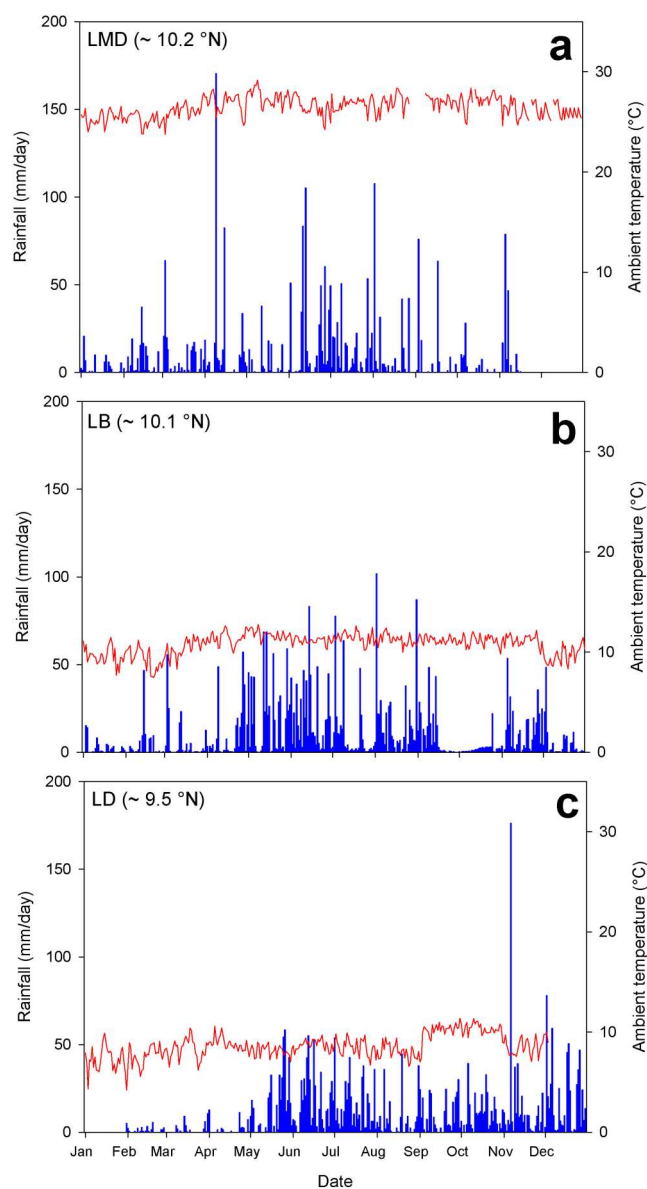 LMD (~ 10.2 °N)
a
200
150
100
50
0
Rainfall (mm/day)
30
20
10
0
Ambient temperature (°C)
LB (~ 10.1 °N)
b
200
150
100
50
0
Rainfall (mm/day)
30
20
10
0
Ambient temperature (°C)
LD (~ 9.5 °N)
c
200
150
100
50
0
Rainfall (mm/day)
30
20
10
0
Ambient temperature (°C)
Jan Feb Mar Apr May Jun Jul Aug Sep Oct Nov Dec
Date